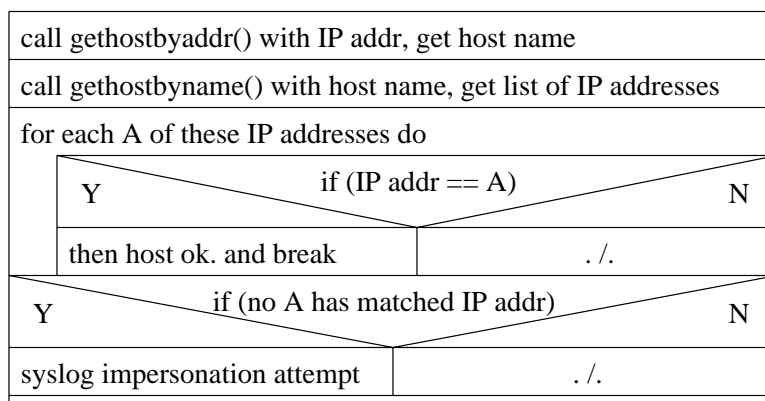 call gethostbyaddr() with IP addr, get host name
call gethostbyname() with host name, get list of IP addresses
for each A of these IP addresses do
if (IP addr == A)
Y N
then host ok. and break . /.
if (no A has matched IP addr)
Y N
syslog impersonation attempt . /.